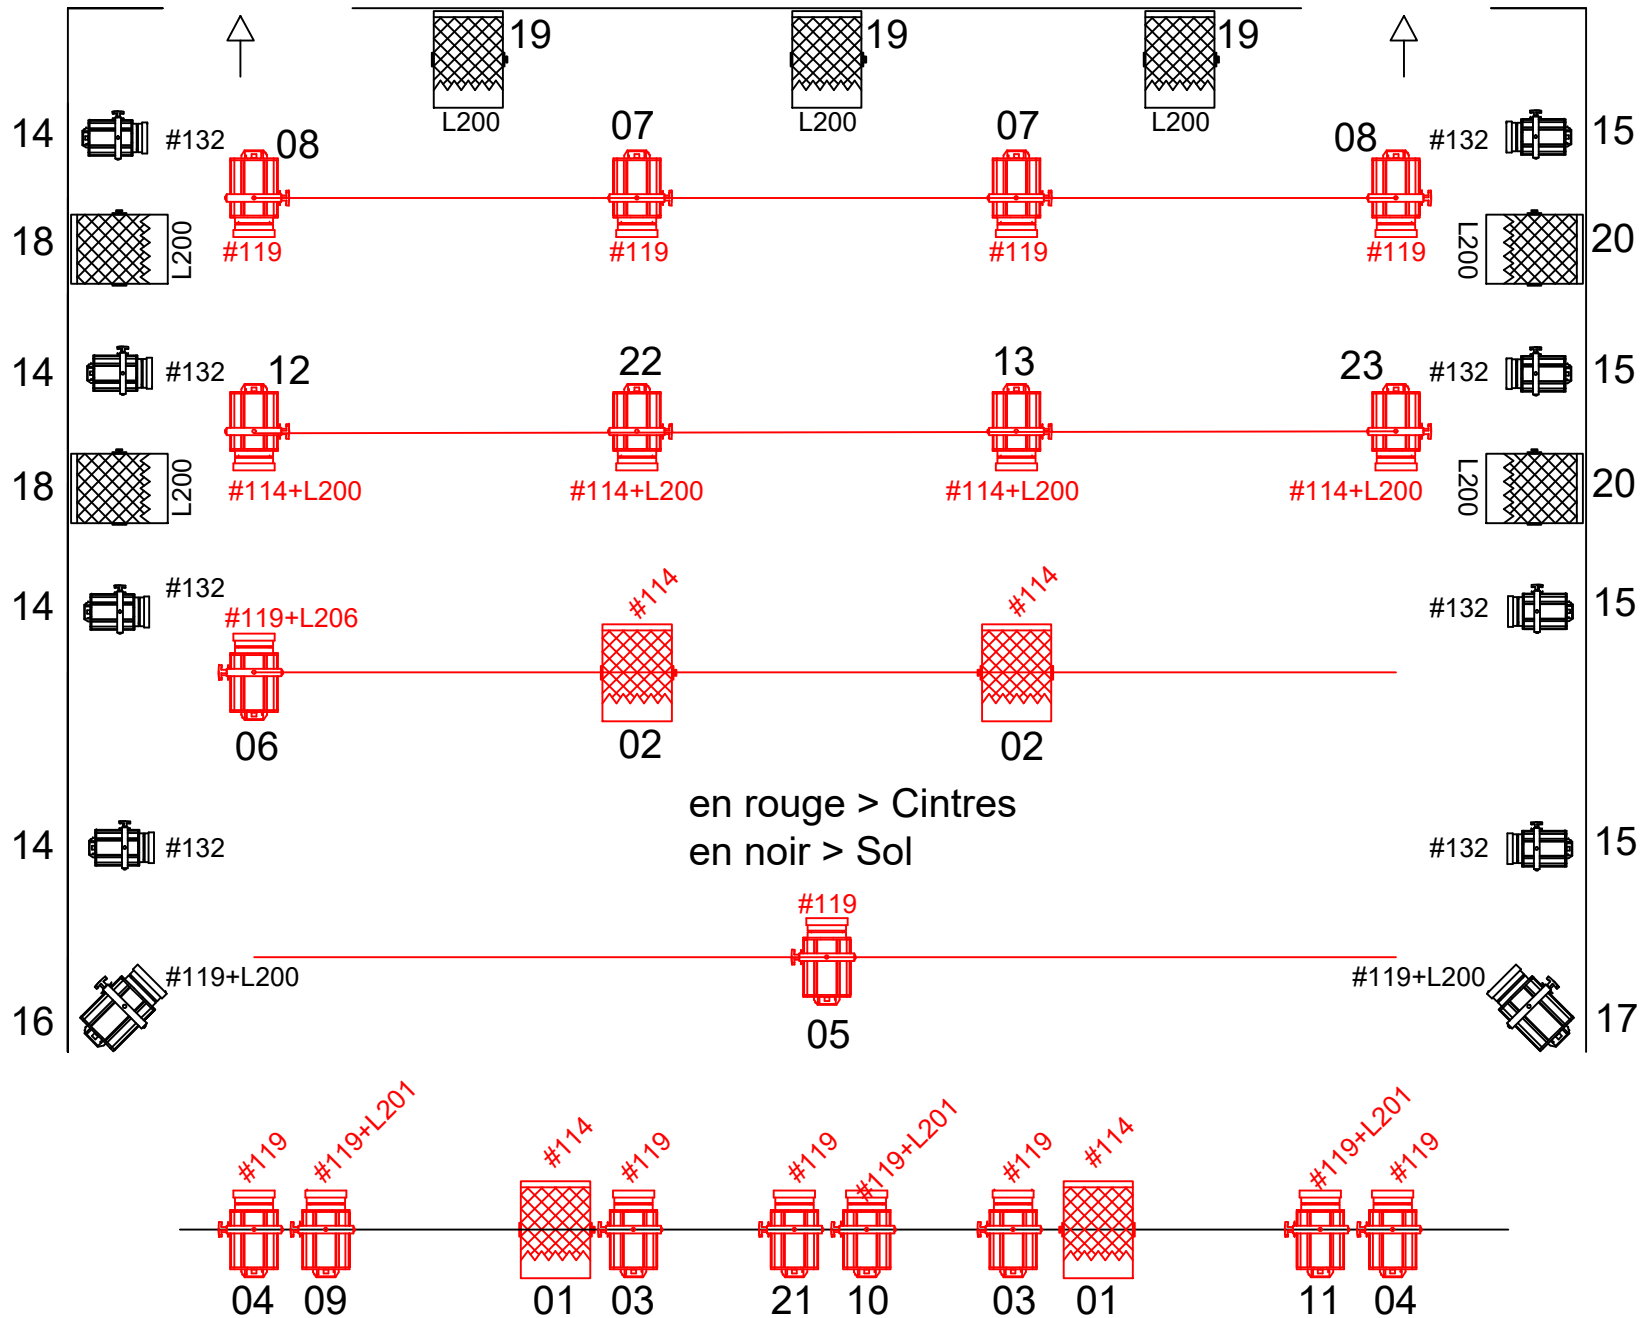 19 19 19
L200 L200 L200
14 #132 08 07 07 08 #132 15
18 L200 #119 #119 #119 #119 L200 20
14 #132 12 22 13 23 #132 15
18 L200 #114+L200 #114+L200 #114+L200 #114+L200 L200 20
14 #132 #119+L206 #114 #114 #132 15
06 02 02
en rouge > Cintres
en noir > Sol
14 #132 #132 15
#119
16 #119+L200 #119+L200 17
05
#119 #119+L201 #114 #119 #119 #119+L201 #119 #114 #119+L201 #119
04 09 01 03 21 10 03 01 11 04